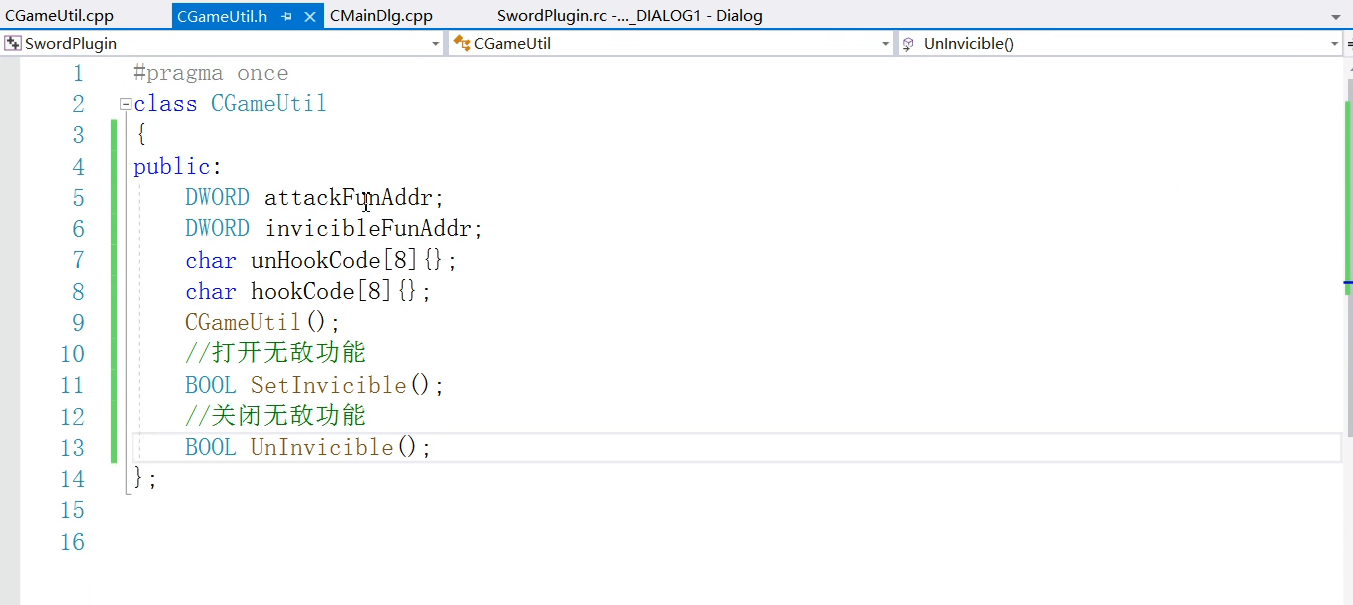 CGameUtil.cpp CGameUtil.h CMainDlg.cpp SwordPlugin.rc -..._DIALOG1 - Dialog
SwordPlugin CGameUtil UnInvicible()
1 #pragma once
2 class CGameUtil
3 {
4 public:
5 DWORD attackFunAddr;
6 DWORD invicibleFunAddr;
7 char unHookCode[8]{};
8 char hookCode[8]{};
9 CGameUtil();
10 //打开无敌功能
11 BOOL SetInvicible();
12 //关闭无敌功能
13 BOOL UnInvicible();
14 };
15
16